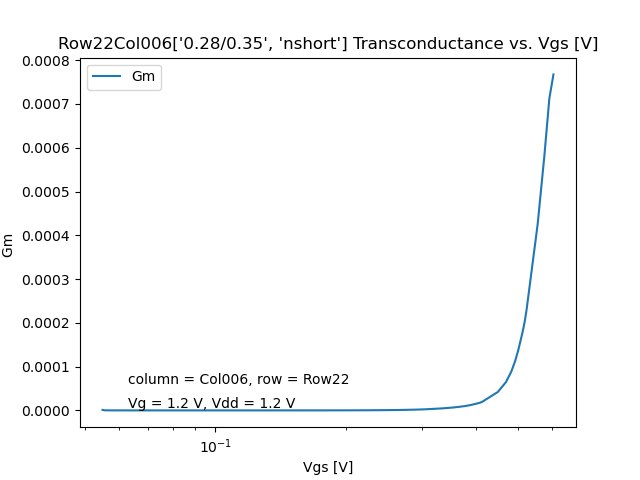 Row22Col006['0.28/0.35', 'nshort'] Transconductance vs. Vgs [V]
Gm
0.0008
0.0007
0.0006
0.0005
0.0004
0.0003
0.0002
0.0001
0.0000
Gm
column = Col006, row = Row22
Vg = 1.2 V, Vdd = 1.2 V
10⁻¹
Vgs [V]